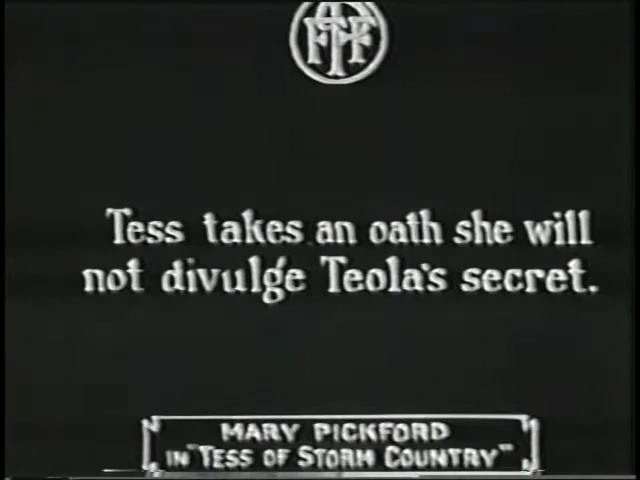 Tess takes an oath she will
not divulge Teola's secret.
MARY PICKFORD
IN "TESS OF STORM COUNTRY"